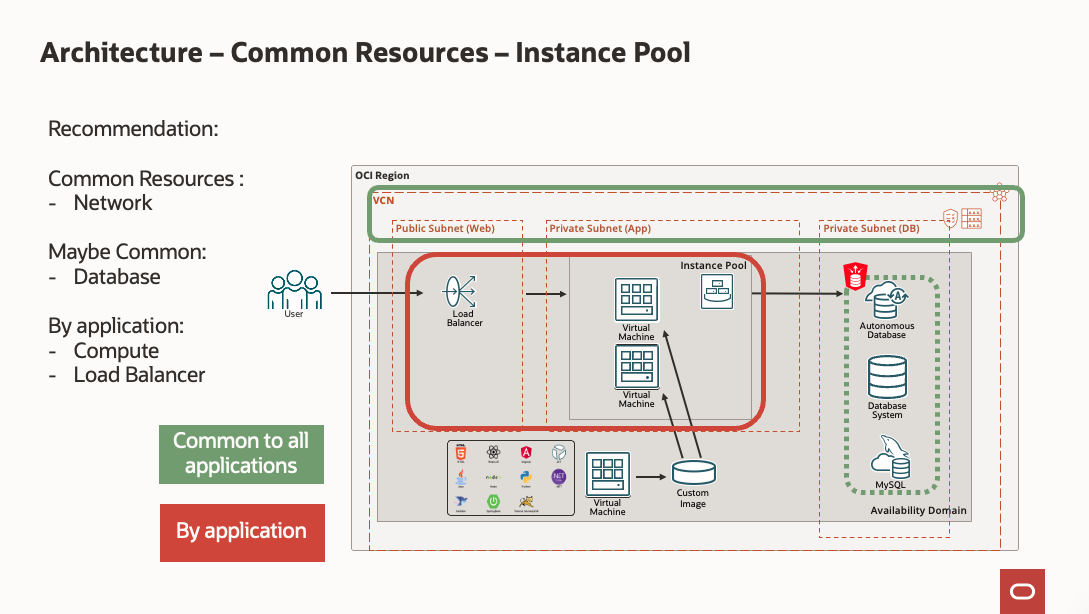 Architecture – Common Resources – Instance Pool
Recommendation:
Common Resources :
- Network
Maybe Common:
- Database
By application:
- Compute
- Load Balancer
Common to all
applications
By application
OCI Region
VCN
Public Subnet (Web)
Private Subnet (App)
Private Subnet (DB)
Instance Pool
User
Load
Balancer
Virtual
Machine
Virtual
Machine
Autonomous
Database
Database
System
MySQL
Virtual
Machine
Custom
Image
Availability Domain
A
.NET